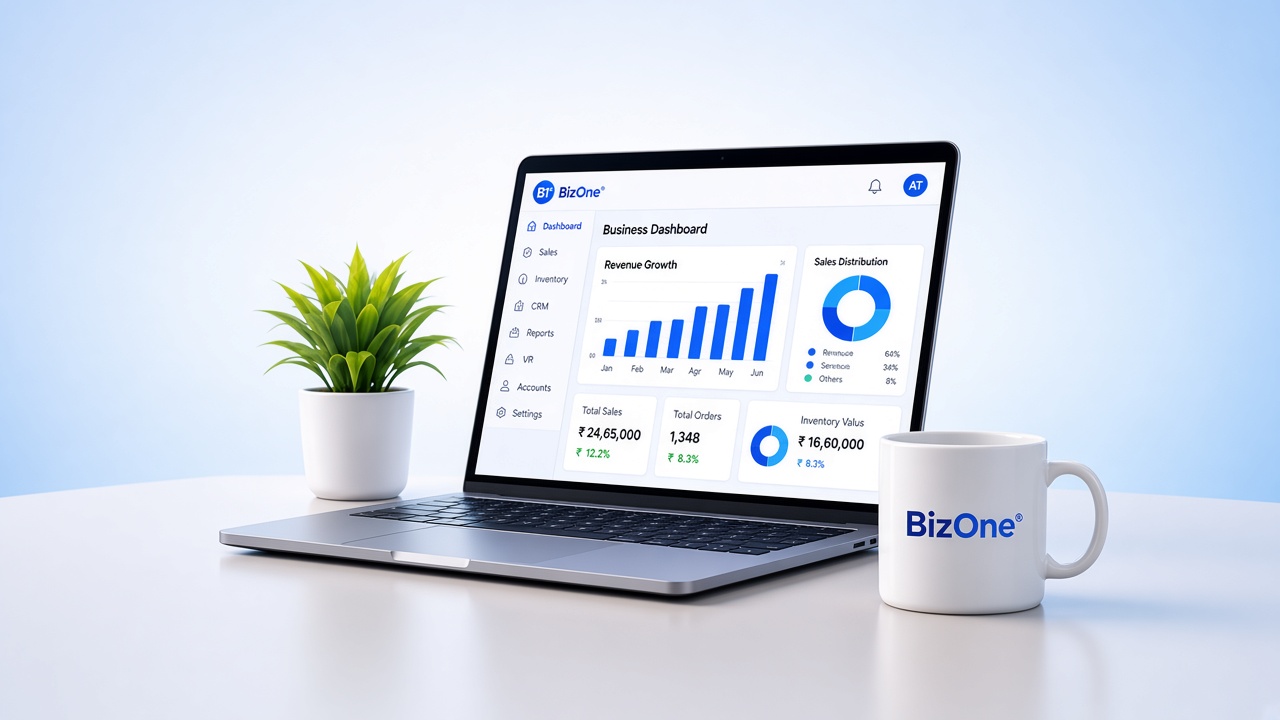 B1
BizOne®
AT
Dashboard
Sales
Inventory
CRM
Reports
VR
Accounts
Settings
Business Dashboard
Revenue Growth
Jan Feb Mar Agr May Jun
Sales Distribution
64%
34%
Others 8%
Total Sales
₹ 24,65,000
₹ 12.2%
Total Orders
1,348
₹ 8.3%
Inventory Valus
₹ 16,60,000
₹ 8.3%
BizOne®